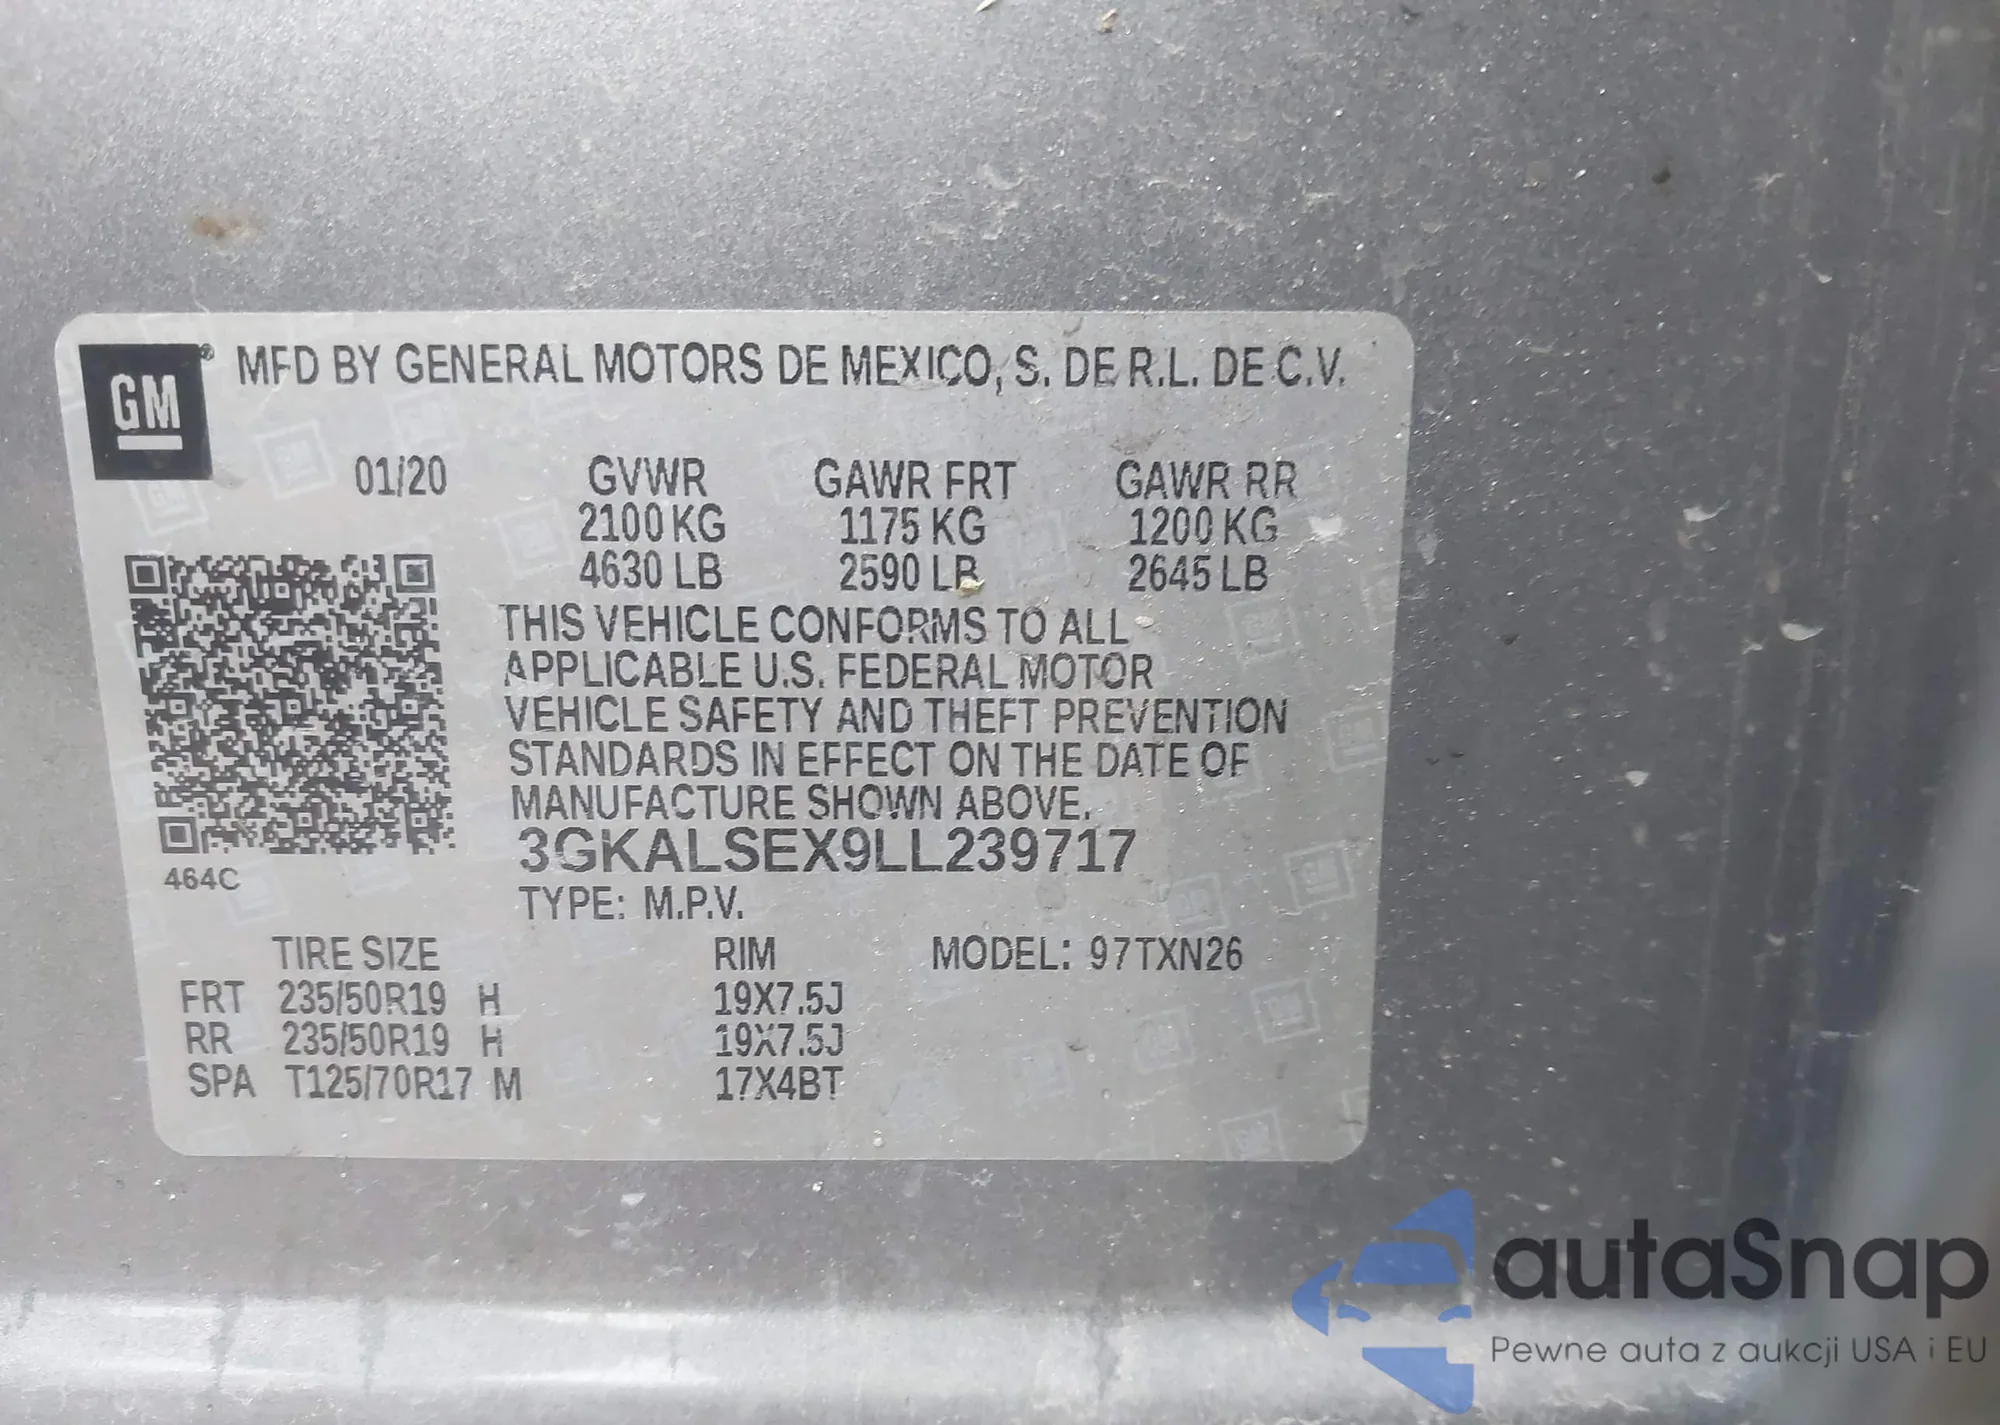 GM
® MFD BY GENERAL MOTORS DE MEXICO, S. DE R.L. DE C.V.
01/20 GVWR GAWR FRT GAWR RR
2100 KG 1175 KG 1200 KG
4630 LB 2590 LB 2645 LB
THIS VEHICLE CONFORMS TO ALL
APPLICABLE U.S. FEDERAL MOTOR
VEHICLE SAFETY AND THEFT PREVENTION
STANDARDS IN EFFECT ON THE DATE OF
MANUFACTURE SHOWN ABOVE.
3GKALSEX9LL239717
464C
TYPE: M.P.V.
TIRE SIZE RIM MODEL: 97TXN26
FRT 235/50R19 H 19X7.5J
RR 235/50R19 H 19X7.5J
SPA T125/70R17 M 17X4BT
autaSnap
Pewne auta z aukcji USA i EU